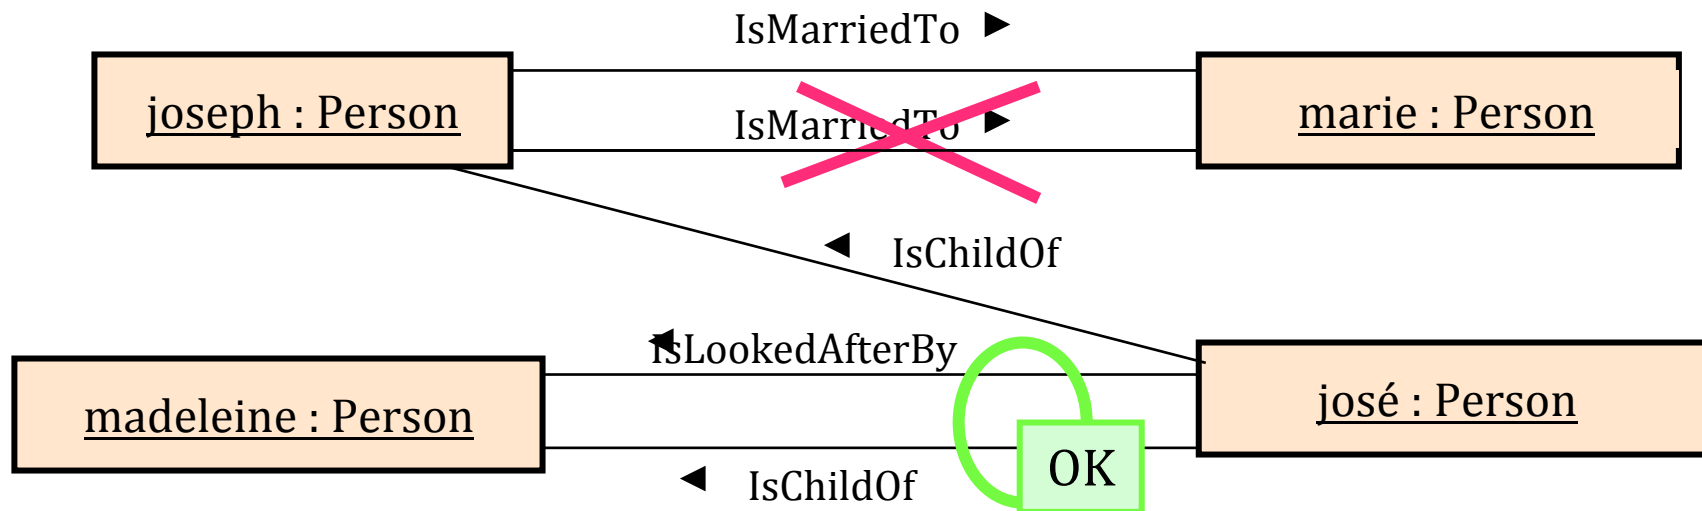 IsMarriedTo ►
joseph : Person
marie : Person
IsMarriedTo ►
◄ IsChildOf
◄ IsLookedAfterBy
madeleine : Person
josé : Person
◄ IsChildOf
OK